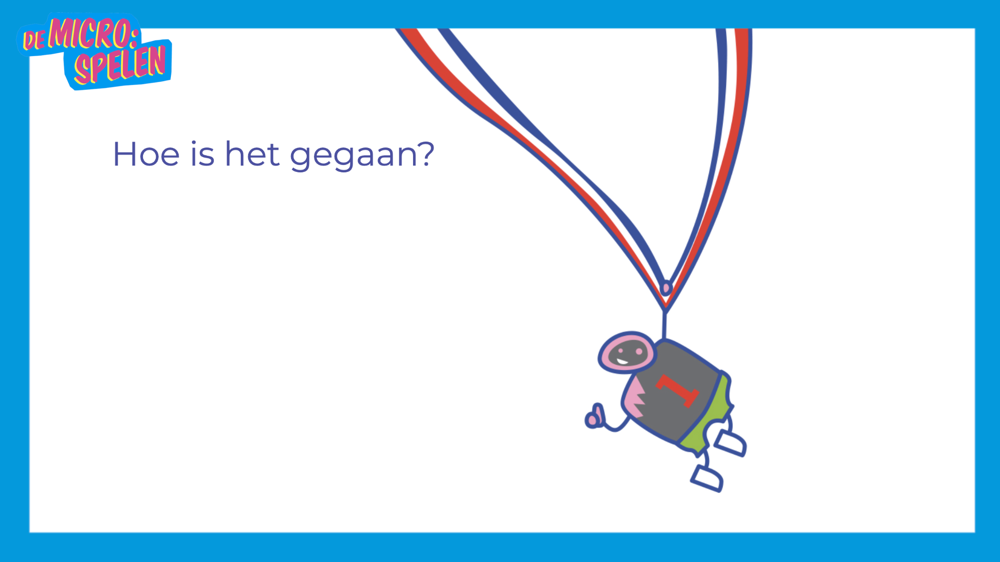 DE MICRO:
SPELEN
Hoe is het gegaan?
1